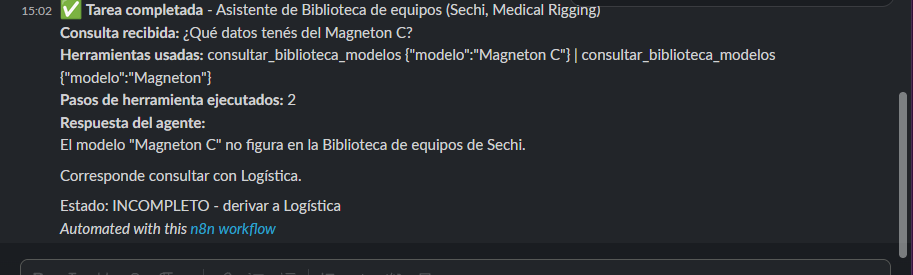 15:02 ✅ Tarea completada - Asistente de Biblioteca de equipos (Sechi, Medical Rigging)
Consulta recibida: ¿Qué datos tenés del Magneton C?
Herramientas usadas: consultar_biblioteca_modelos {"modelo":"Magneton C"} | consultar_biblioteca_modelos
{"modelo":"Magneton"}
Pasos de herramienta ejecutados: 2
Respuesta del agente:
El modelo "Magneton C" no figura en la Biblioteca de equipos de Sechi.
Corresponde consultar con Logística.
Estado: INCOMPLETO - derivar a Logística
Automated with this n8n workflow